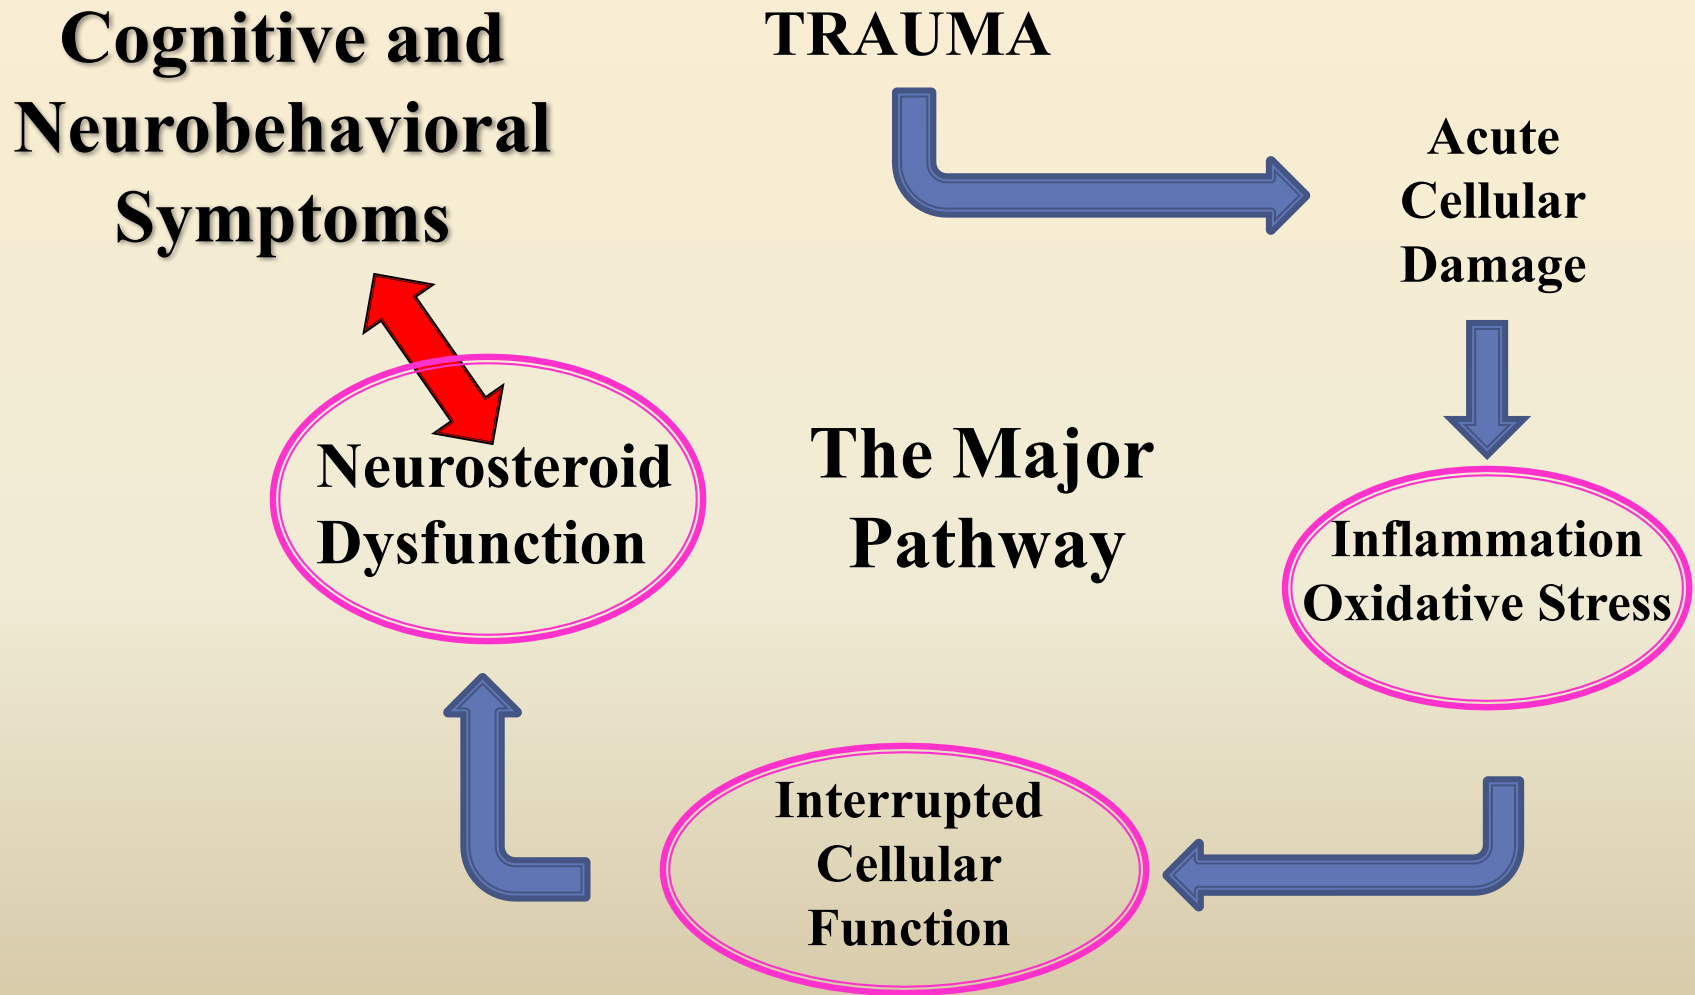 Cognitive and
Neurobehavioral
Symptoms
TRAUMA
Acute
Cellular
Damage
The Major
Pathway
Neurosteroid
Dysfunction
Inflammation
Oxidative Stress
Interrupted
Cellular
Function